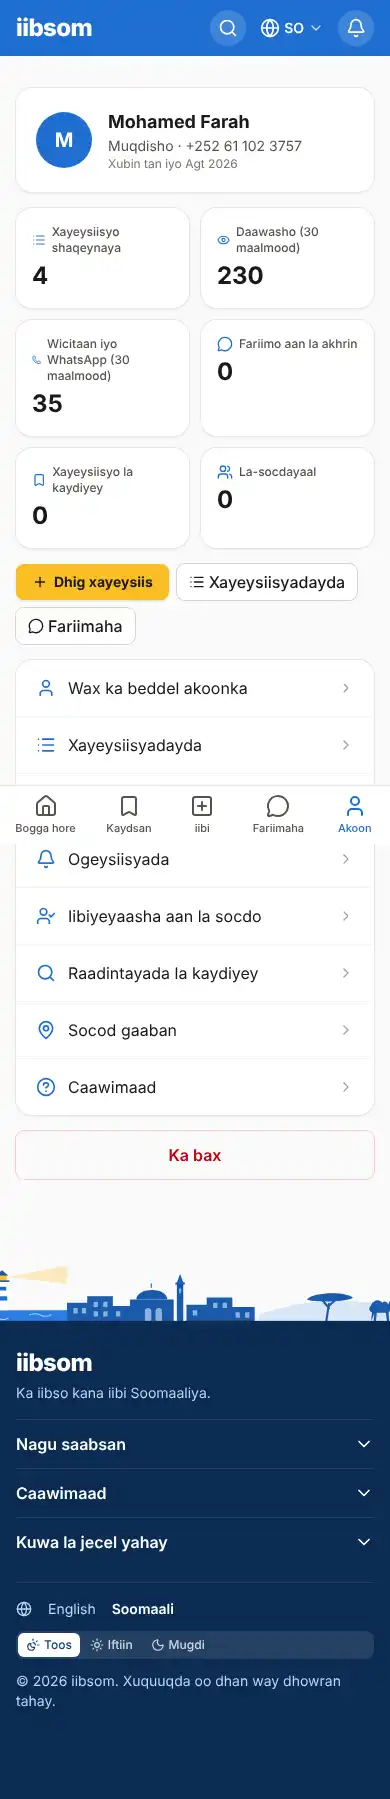 iibsom
SO
M
Mohamed Farah
Muqdisho · +252 61 102 3757
Xubin tan iyo Agt 2026
Xayeysiisyo shaqeynaya
4
Daawasho (30 maalmood)
230
Wicitaan iyo WhatsApp (30 maalmood)
35
Fariimo aan la akhrin
0
Xayeysiisyo la kaydiyey
0
La-socdayaal
0
Dhig xayeysiis
Xayeysiisyadayda
Fariimaha
Wax ka beddel akoonka
Xayeysiisyadayda
Bogga hore
Kaydsan
iibi
Fariimaha
Akoon
Ogeysiisyada
Iibiyeyaasha aan la socdo
Raadintayada la kaydiyey
Socod gaaban
Caawimaad
Ka bax
iibsom
Ka iibso kana iibi Soomaaliya.
Nagu saabsan
Caawimaad
Kuwa la jecel yahay
English Soomaali
Toos Iftiin Mugdi
© 2026 iibsom. Xuquuqda oo dhan way dhowran
tahay.